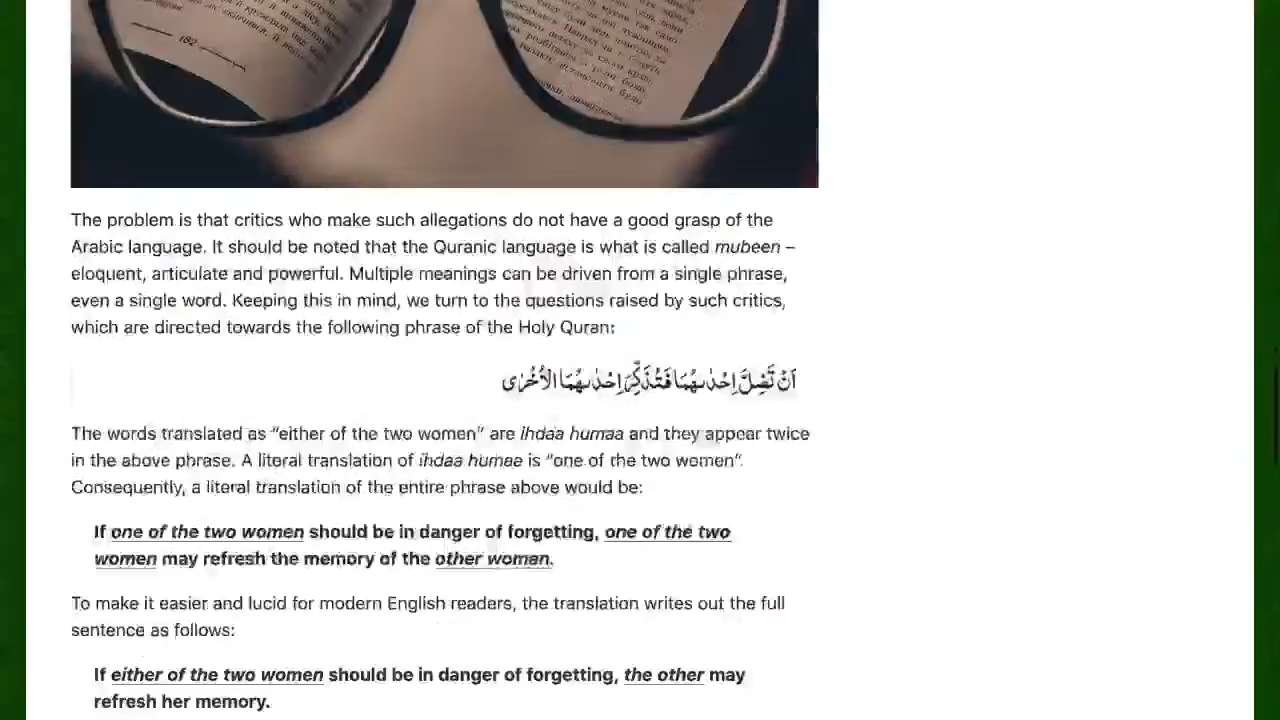 182
The problem is that critics who make such allegations do not have a good grasp of the
Arabic language. It should be noted that the Quranic language is what is called mubeen –
eloquent, articulate and powerful. Multiple meanings can be driven from a single phrase,
even a single word. Keeping this in mind, we turn to the questions raised by such critics,
which are directed towards the following phrase of the Holy Quran:
اَنْ تَضِلَّ اِحْدٰٮهُمَا فَتُذَكِّرَ اِحْدٰٮهُمَا الْاُخْرٰى
The words translated as “either of the two women” are ihdaa humaa and they appear twice
in the above phrase. A literal translation of ihdaa humaa is “one of the two women”.
Consequently, a literal translation of the entire phrase above would be:
If one of the two women should be in danger of forgetting, one of the two
women may refresh the memory of the other woman.
To make it easier and lucid for modern English readers, the translation writes out the full
sentence as follows:
If either of the two women should be in danger of forgetting, the other may
refresh her memory.